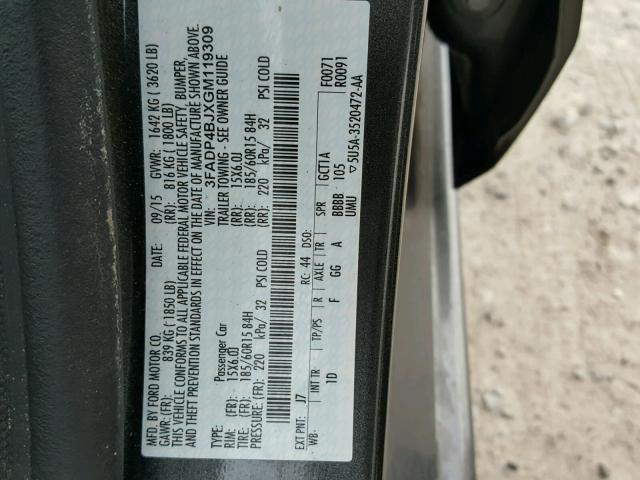 MFD. BY FORD MOTOR CO.
DATE: 09/15 GVWR: 1642 KG ( 3620 LB)
GAWR: (FR): 839 KG ( 1850 LB) (RR): 816 KG ( 1800 LB)
THIS VEHICLE CONFORMS TO ALL APPLICABLE FEDERAL MOTOR VEHICLE SAFETY, BUMPER,
AND THEFT PREVENTION STANDARDS IN EFFECT ON THE DATE OF MANUFACTURE SHOWN ABOVE.
VIN: 3FADP4BJXGM119309
TYPE: Passenger Car TRAILER TOWING - SEE OWNER GUIDE
RIM: (FR): 15X6.0J (RR): 15X6.0J
TIRE: (FR): 185/60R15 84H (RR): 185/60R15 84H
PRESSURE: (FR): 220 kPa/ 32 PSI COLD (RR): 220 kPa/ 32 PSI COLD
EXT PNT: J7 RC: 44 DSO: F0071
R0091
WB- INT TR TP/PS R AXLE TR SPR GCT1A
1D F GG A BBBB 105
UMU ▽5U5A-3520472-AA